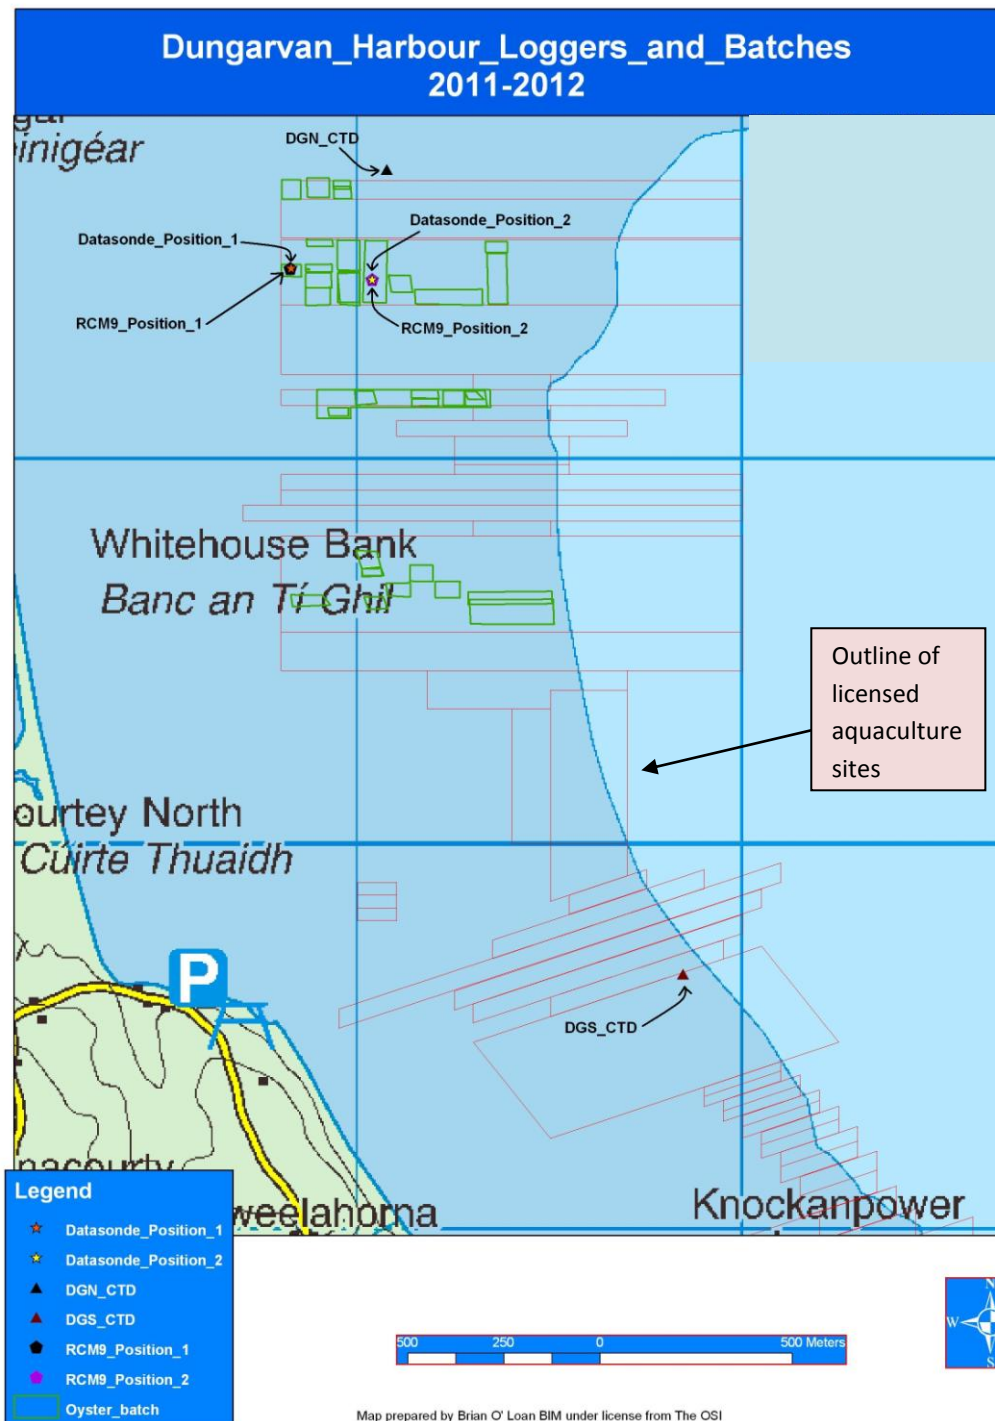 Dungarvan_Harbour_Loggers_and_Batches
2011-2012
inigéar
DGN_CTD
Datasonde_Position_2
Datasonde_Position_1
RCM9_Position_1
RCM9_Position_2
Whitehouse Bank
Banc an Tí Ghil
Outline of
licensed
aquaculture
sites
ourtey North
Cúirte Thuaidh
P
DGS_CTD
nacourty
weelahorna
Knockanpower
Legend
Datasonde_Position_1
Datasonde_Position_2
DGN_CTD
DGS_CTD
RCM9_Position_1
RCM9_Position_2
Oyster_batch
500 250 0 500 Meters
N
W
S
Map prepared by Brian O' Loan BIM under license from The OSI